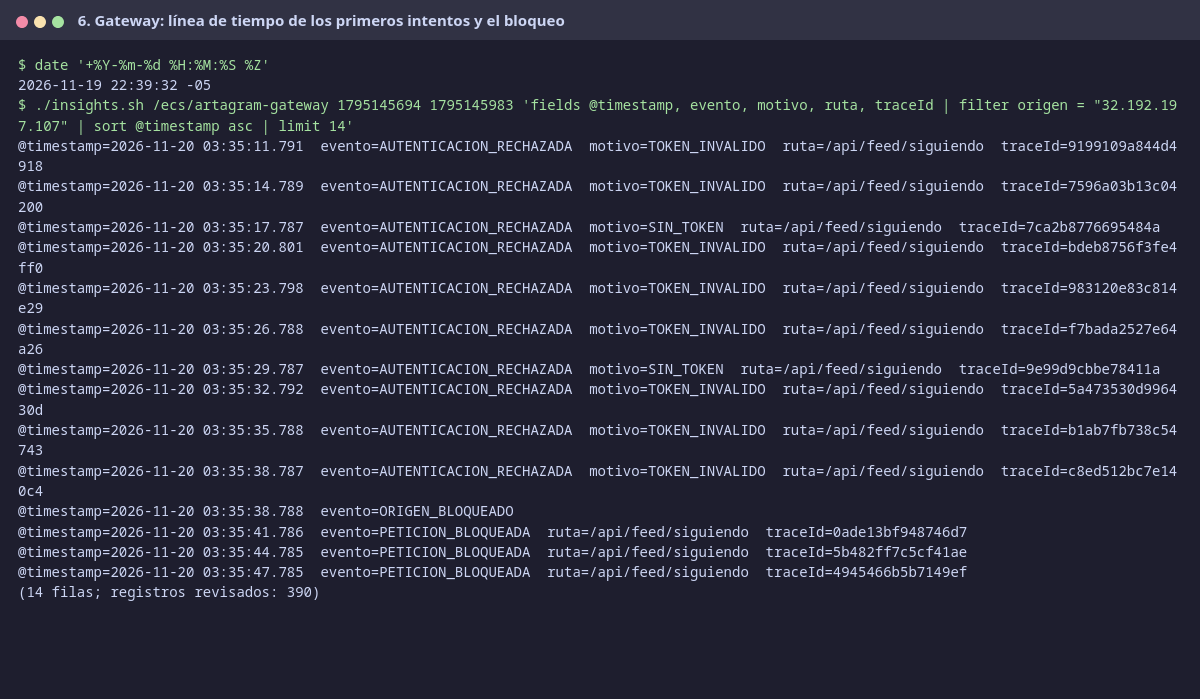 6. Gateway: línea de tiempo de los primeros intentos y el bloqueo
$ date '+%Y-%m-%d %H:%M:%S %Z'
2026-11-19 22:39:32 -05
$ ./insights.sh /ecs/artagram-gateway 1795145694 1795145983 'fields @timestamp, evento, motivo, ruta, traceId | filter origen = "32.192.19
7.107" | sort @timestamp asc | limit 14'
@timestamp=2026-11-20 03:35:11.791  evento=AUTENTICACION_RECHAZADA  motivo=TOKEN_INVALIDO  ruta=/api/feed/siguiendo  traceId=9199109a844d4
918
@timestamp=2026-11-20 03:35:14.789  evento=AUTENTICACION_RECHAZADA  motivo=TOKEN_INVALIDO  ruta=/api/feed/siguiendo  traceId=7596a03b13c04
200
@timestamp=2026-11-20 03:35:17.787  evento=AUTENTICACION_RECHAZADA  motivo=SIN_TOKEN  ruta=/api/feed/siguiendo  traceId=7ca2b8776695484a
@timestamp=2026-11-20 03:35:20.801  evento=AUTENTICACION_RECHAZADA  motivo=TOKEN_INVALIDO  ruta=/api/feed/siguiendo  traceId=bdeb8756f3fe4
ff0
@timestamp=2026-11-20 03:35:23.798  evento=AUTENTICACION_RECHAZADA  motivo=TOKEN_INVALIDO  ruta=/api/feed/siguiendo  traceId=983120e83c814
e29
@timestamp=2026-11-20 03:35:26.788  evento=AUTENTICACION_RECHAZADA  motivo=TOKEN_INVALIDO  ruta=/api/feed/siguiendo  traceId=f7bada2527e64
a26
@timestamp=2026-11-20 03:35:29.787  evento=AUTENTICACION_RECHAZADA  motivo=SIN_TOKEN  ruta=/api/feed/siguiendo  traceId=9e99d9cbbe78411a
@timestamp=2026-11-20 03:35:32.792  evento=AUTENTICACION_RECHAZADA  motivo=TOKEN_INVALIDO  ruta=/api/feed/siguiendo  traceId=5a473530d9964
30d
@timestamp=2026-11-20 03:35:35.788  evento=AUTENTICACION_RECHAZADA  motivo=TOKEN_INVALIDO  ruta=/api/feed/siguiendo  traceId=b1ab7fb738c54
743
@timestamp=2026-11-20 03:35:38.787  evento=AUTENTICACION_RECHAZADA  motivo=TOKEN_INVALIDO  ruta=/api/feed/siguiendo  traceId=c8ed512bc7e14
0c4
@timestamp=2026-11-20 03:35:38.788  evento=ORIGEN_BLOQUEADO
@timestamp=2026-11-20 03:35:41.786  evento=PETICION_BLOQUEADA  ruta=/api/feed/siguiendo  traceId=0ade13bf948746d7
@timestamp=2026-11-20 03:35:44.785  evento=PETICION_BLOQUEADA  ruta=/api/feed/siguiendo  traceId=5b482ff7c5cf41ae
@timestamp=2026-11-20 03:35:47.785  evento=PETICION_BLOQUEADA  ruta=/api/feed/siguiendo  traceId=4945466b5b7149ef
(14 filas; registros revisados: 390)